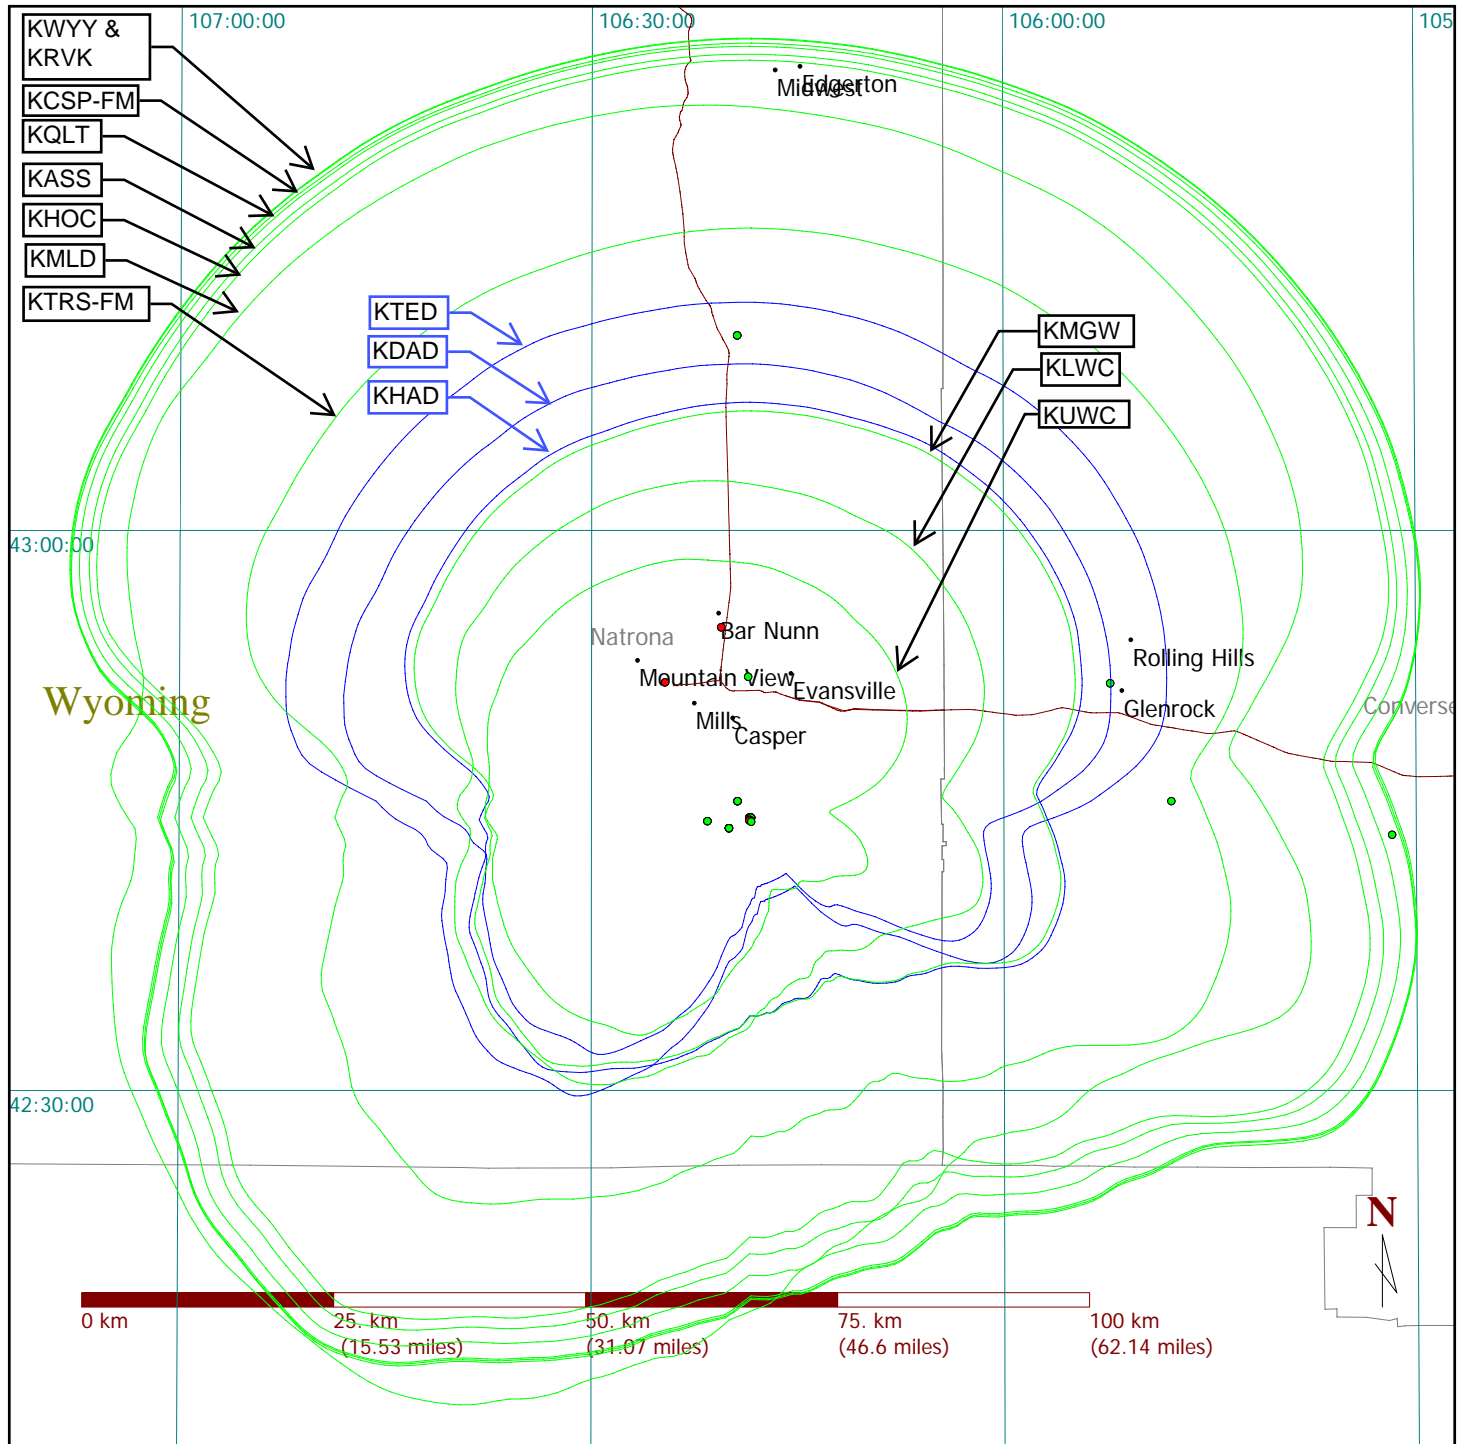 107:00:00
106:30:00
106:00:00
105
KWYY &
KRVK
KCSP-FM
KQLT
KASS
KHOC
KMLD
KTRS-FM
Edgerton
Midwest
KTED
KDAD
KHAD
KMGW
KLWC
KUWC
43:00:00
Natrona
Bar Nunn
Mountain View
Evansville
Rolling Hills
Glenrock
Converse
Wyoming
Mills
Casper
42:30:00
N
0 km
25. km
(15.53 miles)
50. km
(31.07 miles)
75. km
(46.6 miles)
100 km
(62.14 miles)